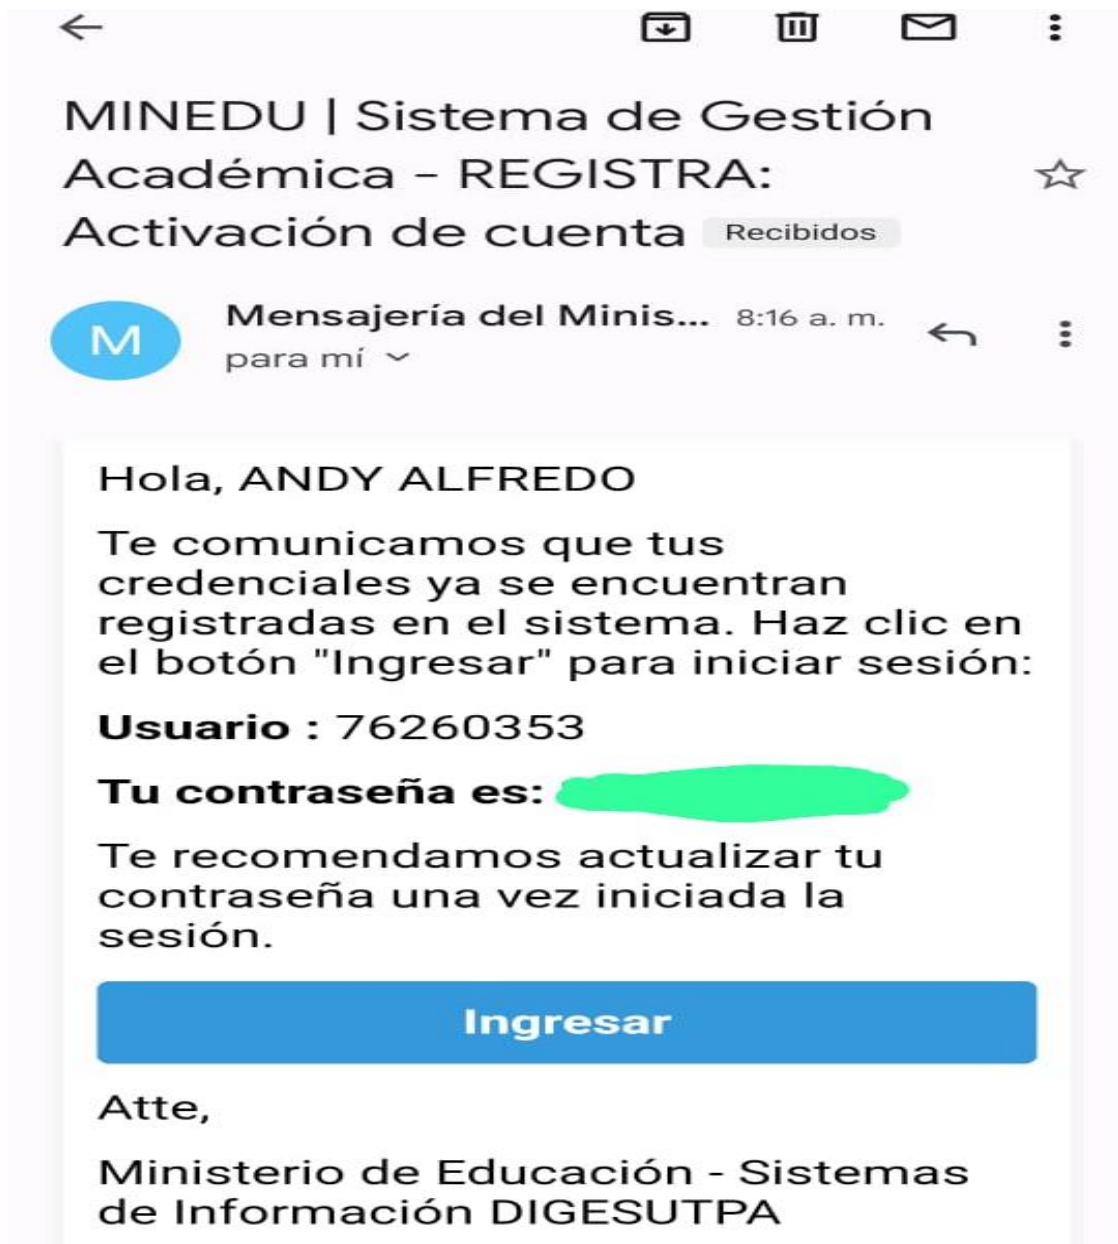 MINEDU | Sistema de Gestión
Académica - REGISTRA:
Activación de cuenta Recibidos
M
Mensajería del Minis... 8:16 a. m.
para mí
Hola, ANDY ALFREDO
Te comunicamos que tus
credenciales ya se encuentran
registradas en el sistema. Haz clic en
el botón "Ingresar" para iniciar sesión:
Usuario : 76260353
Tu contraseña es:
Te recomendamos actualizar tu
contraseña una vez iniciada la
sesión.
Ingresar
Atte,
Ministerio de Educación - Sistemas
de Información DIGESUTPA